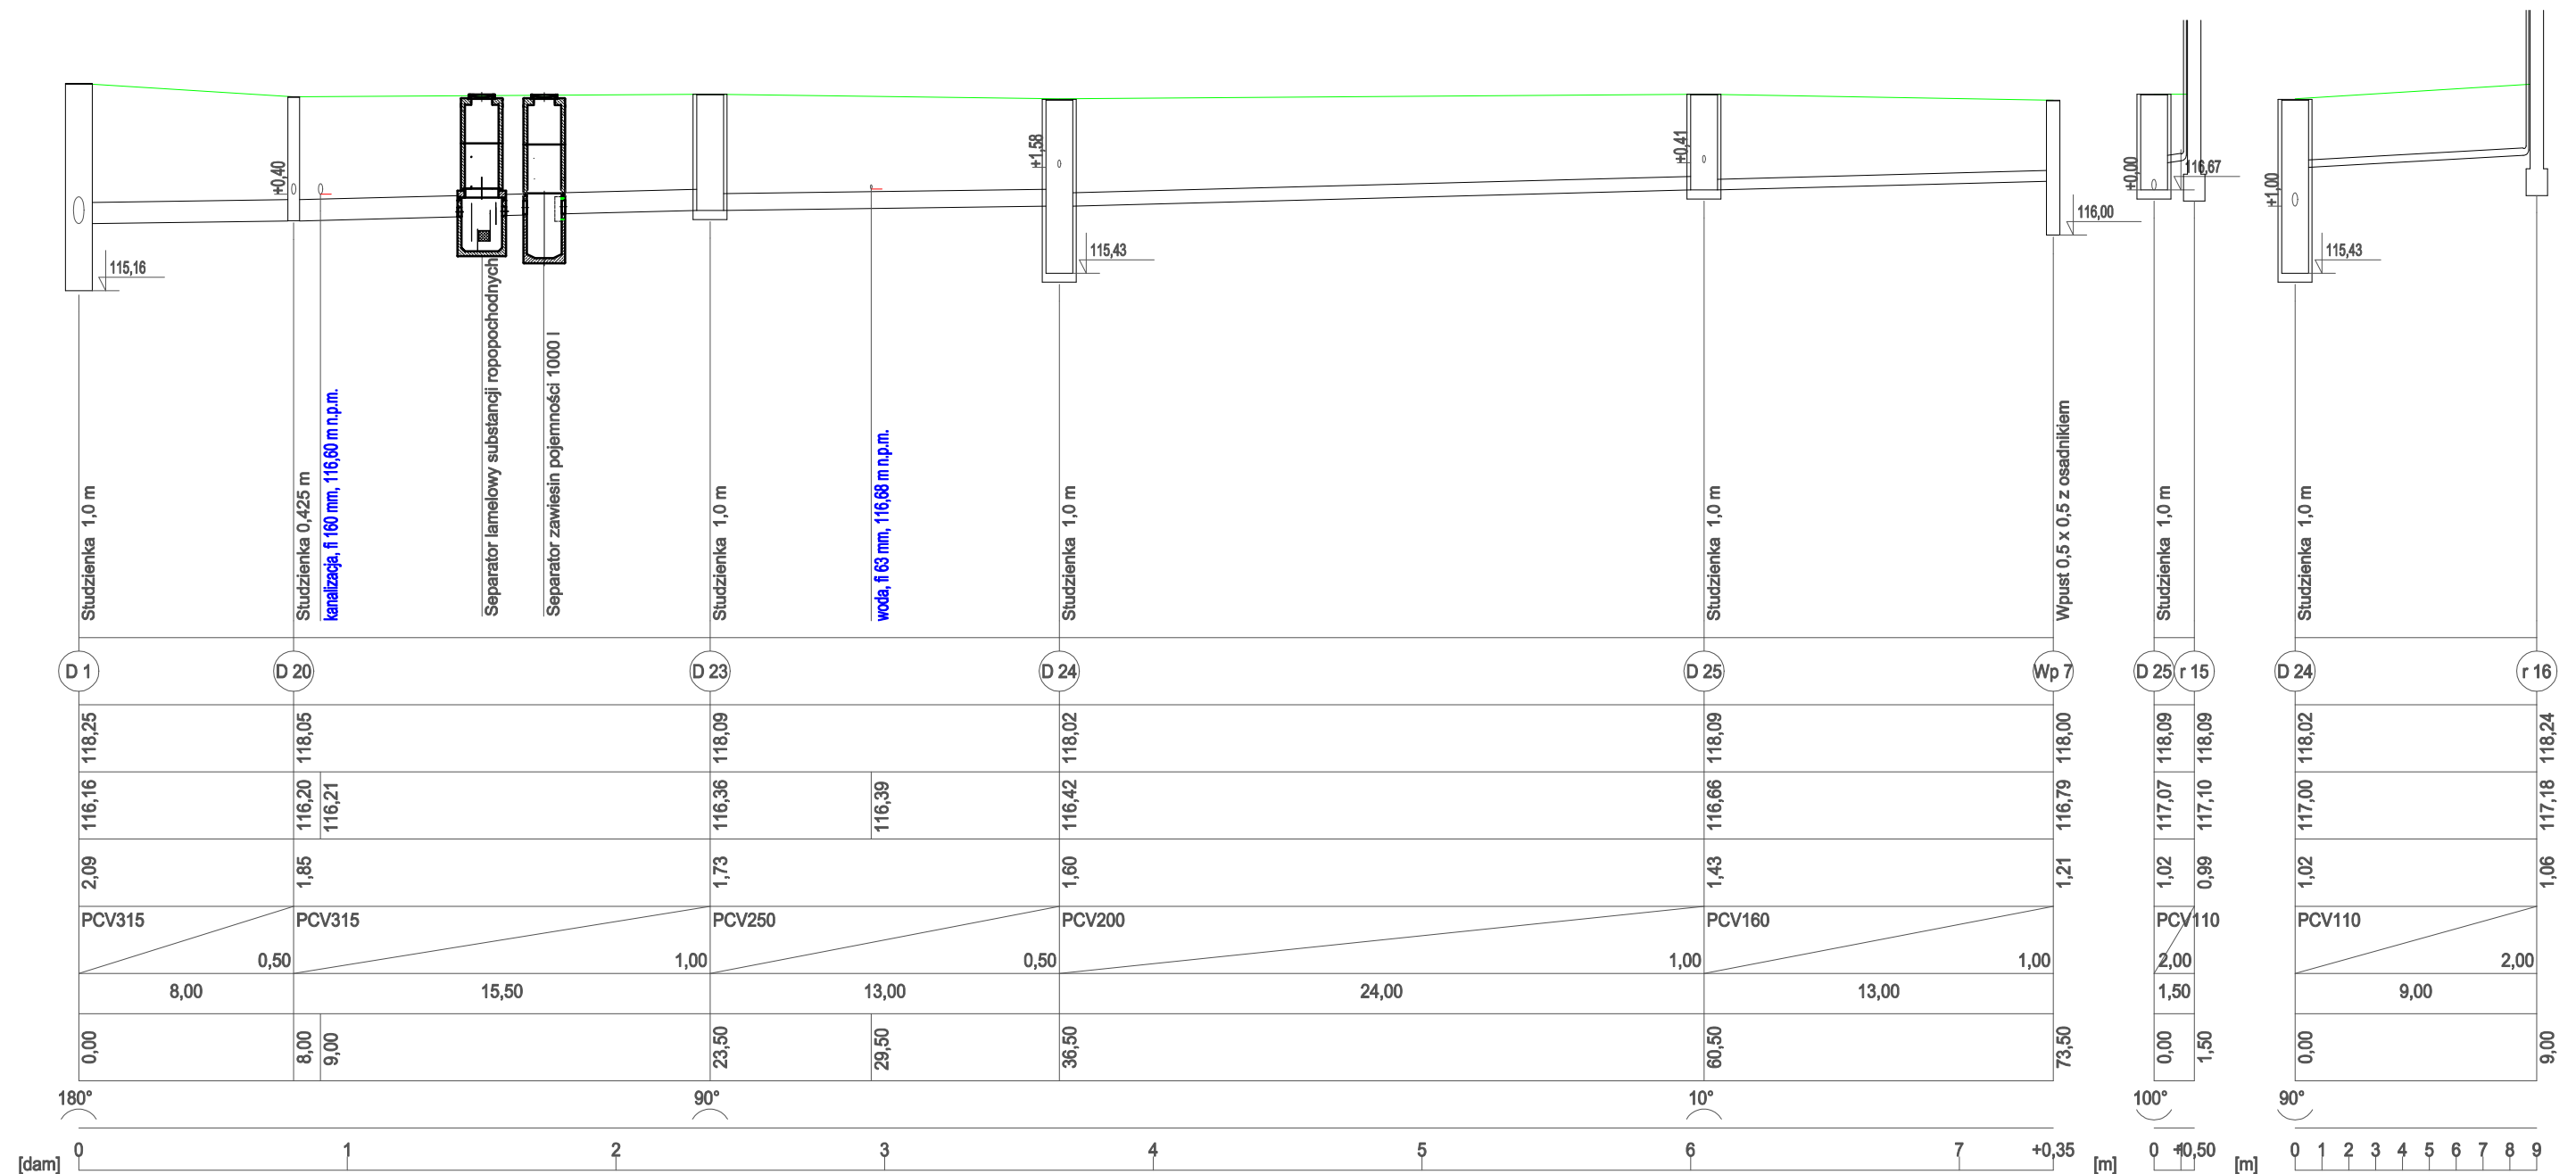 +0,40
+1,58
+0,41
+0,00
116,67
+1,00
115,16
115,43
116,00
115,43
Studzienka 1,0 m
Studzienka 0,425 m
kanalizacja, fi 160 mm, 116,60 m n.p.m.
Separator lamelowy substancji ropopochodnych
Separator zawiesin pojemności 1000 l
Studzienka 1,0 m
woda, fi 63 mm, 116,68 m n.p.m.
Studzienka 1,0 m
Studzienka 1,0 m
Wpust 0,5 x 0,5 z osadnikiem
Studzienka 1,0 m
Studzienka 1,0 m
D 1 D 20 D 23 D 24 D 25 Wp 7 D 25 r 15 D 24 r 16
118,25 118,05 118,09 118,02 118,09 118,00 118,09 118,09 118,02 118,24
116,16 116,20 116,21 116,36 116,39 116,42 116,66 116,79 117,07 117,10 117,00 117,18
2,09 1,85 1,73 1,60 1,43 1,21 1,02 0,99 1,02 1,06
PCV315 PCV315 PCV250 PCV200 PCV160 PCV110 PCV110
0,50 1,00 0,50 1,00 1,00 2,00 2,00
8,00 15,50 13,00 24,00 13,00 1,50 9,00
0,00 8,00 9,00 23,50 29,50 36,50 60,50 73,50 0,00 1,50 0,00 9,00
180° 90° 10° 100° 90°
[dam] 0 1 2 3 4 5 6 7 +0,35 [m] 0 1 +0,50 [m] 0 1 2 3 4 5 6 7 8 9